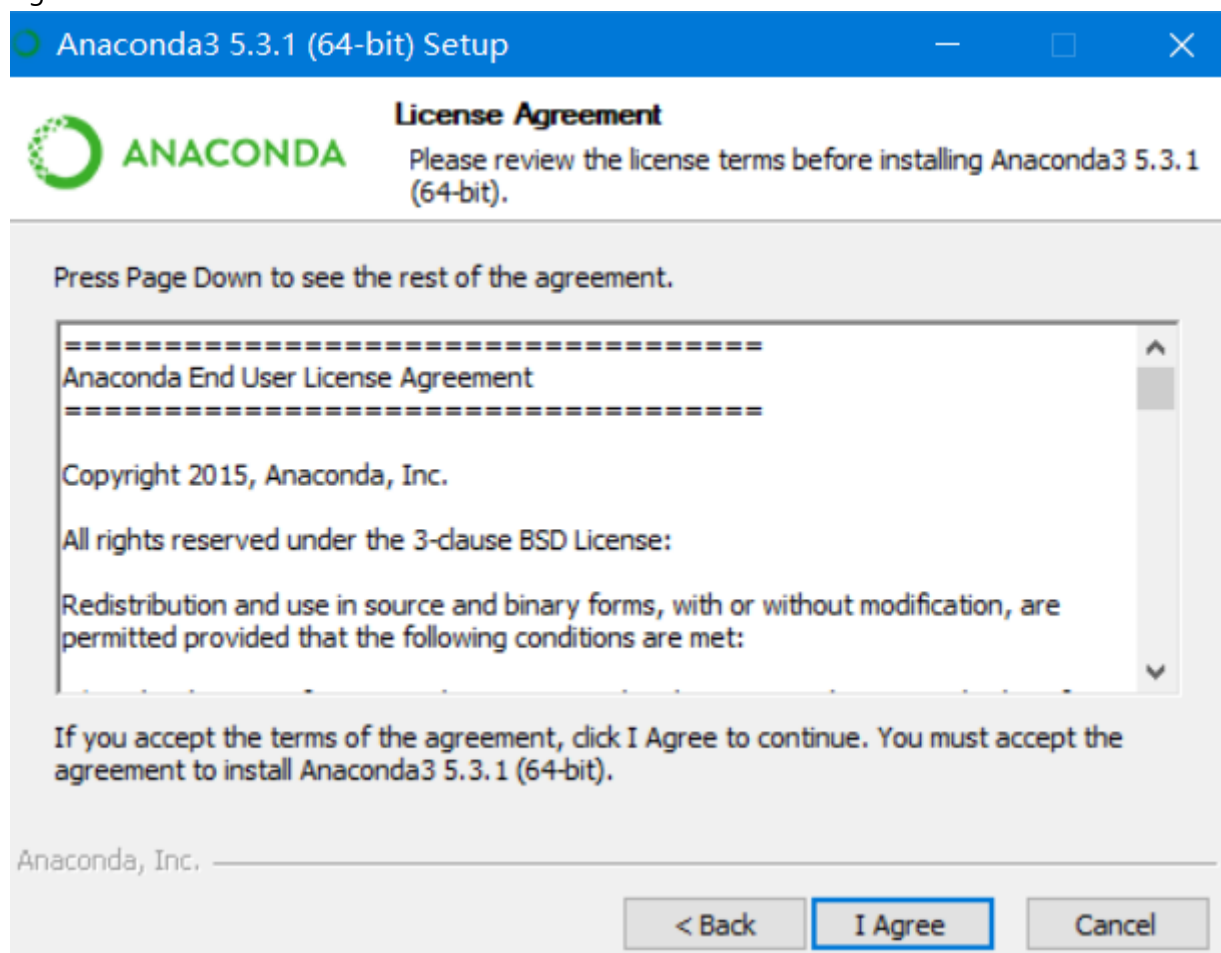 Anaconda3 5.3.1 (64-bit) Setup
ANACONDA
License Agreement
Please review the license terms before installing Anaconda3 5.3.1
(64-bit).
Press Page Down to see the rest of the agreement.
===================================
Anaconda End User License Agreement
===================================
Copyright 2015, Anaconda, Inc.
All rights reserved under the 3-clause BSD License:
Redistribution and use in source and binary forms, with or without modification, are
permitted provided that the following conditions are met:
If you accept the terms of the agreement, click I Agree to continue. You must accept the
agreement to install Anaconda3 5.3.1 (64-bit).
Anaconda, Inc.
< Back
I Agree
Cancel